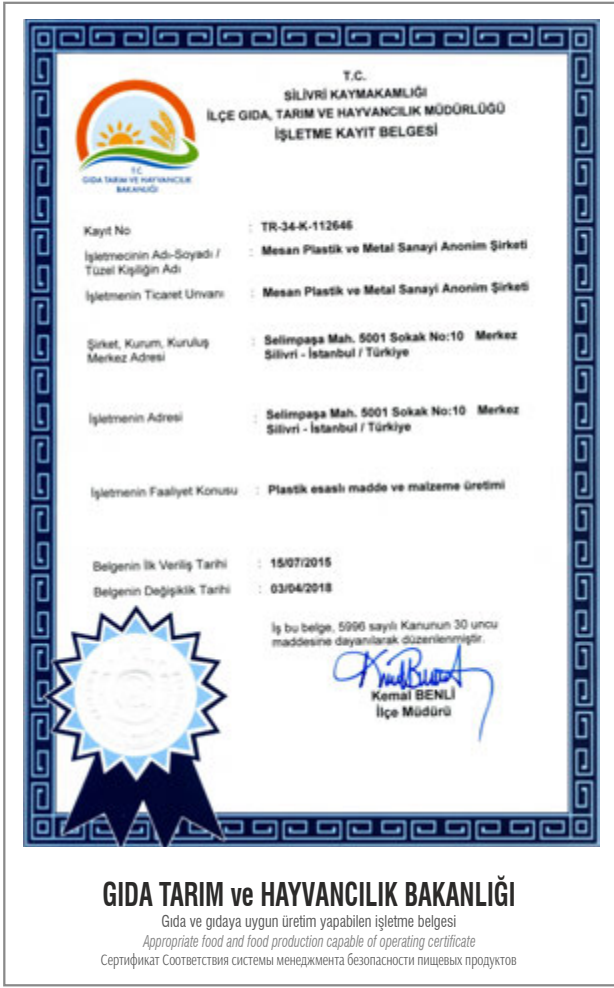 T.C.
SİLİVRİ KAYMAKAMLIĞI
İLÇE GIDA, TARIM VE HAYVANCILIK MÜDÜRLÜĞÜ
İŞLETME KAYIT BELGESİ
T.C.
GIDA TARIM VE HAYVANCILIK
BAKANLIĞI
Kayıt No : TR-34-K-112646
İşletmecinin Adı-Soyadı / : Mesan Plastik ve Metal Sanayi Anonim Şirketi
Tüzel Kişiliğin Adı
İşletmenin Ticaret Unvanı : Mesan Plastik ve Metal Sanayi Anonim Şirketi
Şirket, Kurum, Kuruluş : Selimpaşa Mah. 5001 Sokak No:10 Merkez
Merkez Adresi Silivri - İstanbul / Türkiye
İşletmenin Adresi : Selimpaşa Mah. 5001 Sokak No:10 Merkez
Silivri - İstanbul / Türkiye
İşletmenin Faaliyet Konusu : Plastik esaslı madde ve malzeme üretimi
Belgenin İlk Veriliş Tarihi : 15/07/2015
Belgenin Değişiklik Tarihi : 03/04/2018
İş bu belge, 5996 sayılı Kanunun 30 uncu
maddesine dayanılarak düzenlenmiştir.
Kemal BENLİ
İlçe Müdürü
GIDA TARIM ve HAYVANCILIK BAKANLIĞI
Gıda ve gıdaya uygun üretim yapabilen işletme belgesi
Appropriate food and food production capable of operating certificate
Сертификат Соответствия системы менеджмента безопасности пищевых продуктов